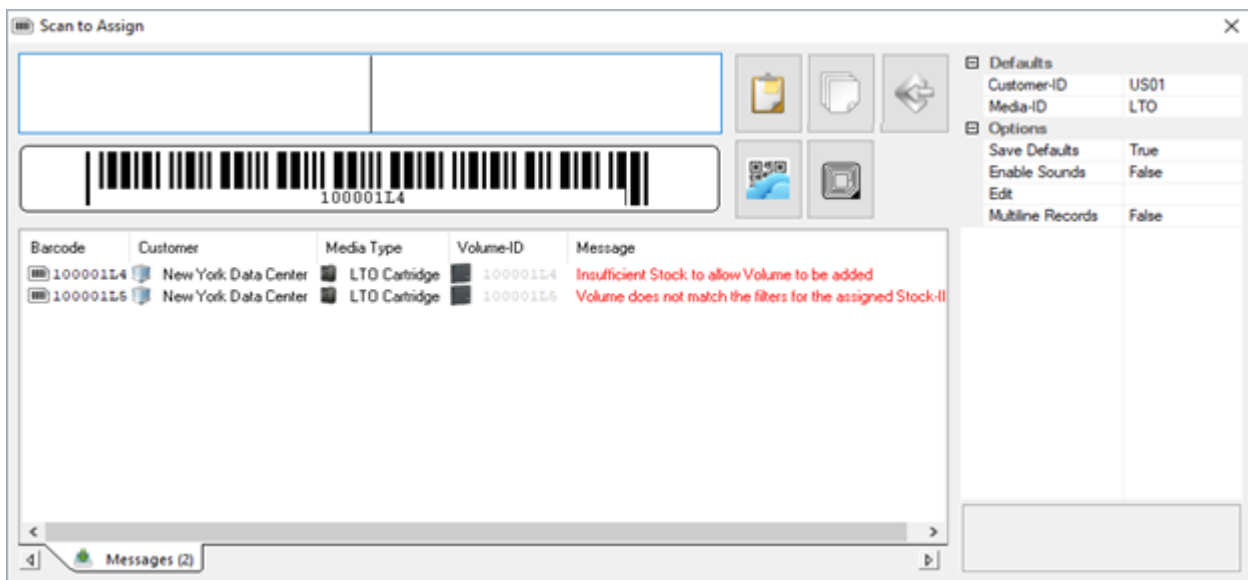 Scan to Assign
Defaults
Customer-ID US01
Media-ID LTO
Options
Save Defaults True
Enable Sounds False
Edit
Multiline Records False
100001L4
Barcode Customer Media Type Volume-ID Message
100001L4 New York Data Center LTO Cartridge 100001L4 Insufficient Stock to allow Volume to be added
100001L5 New York Data Center LTO Cartridge 100001L5 Volume does not match the filters for the assigned Stock-II
Messages (2)